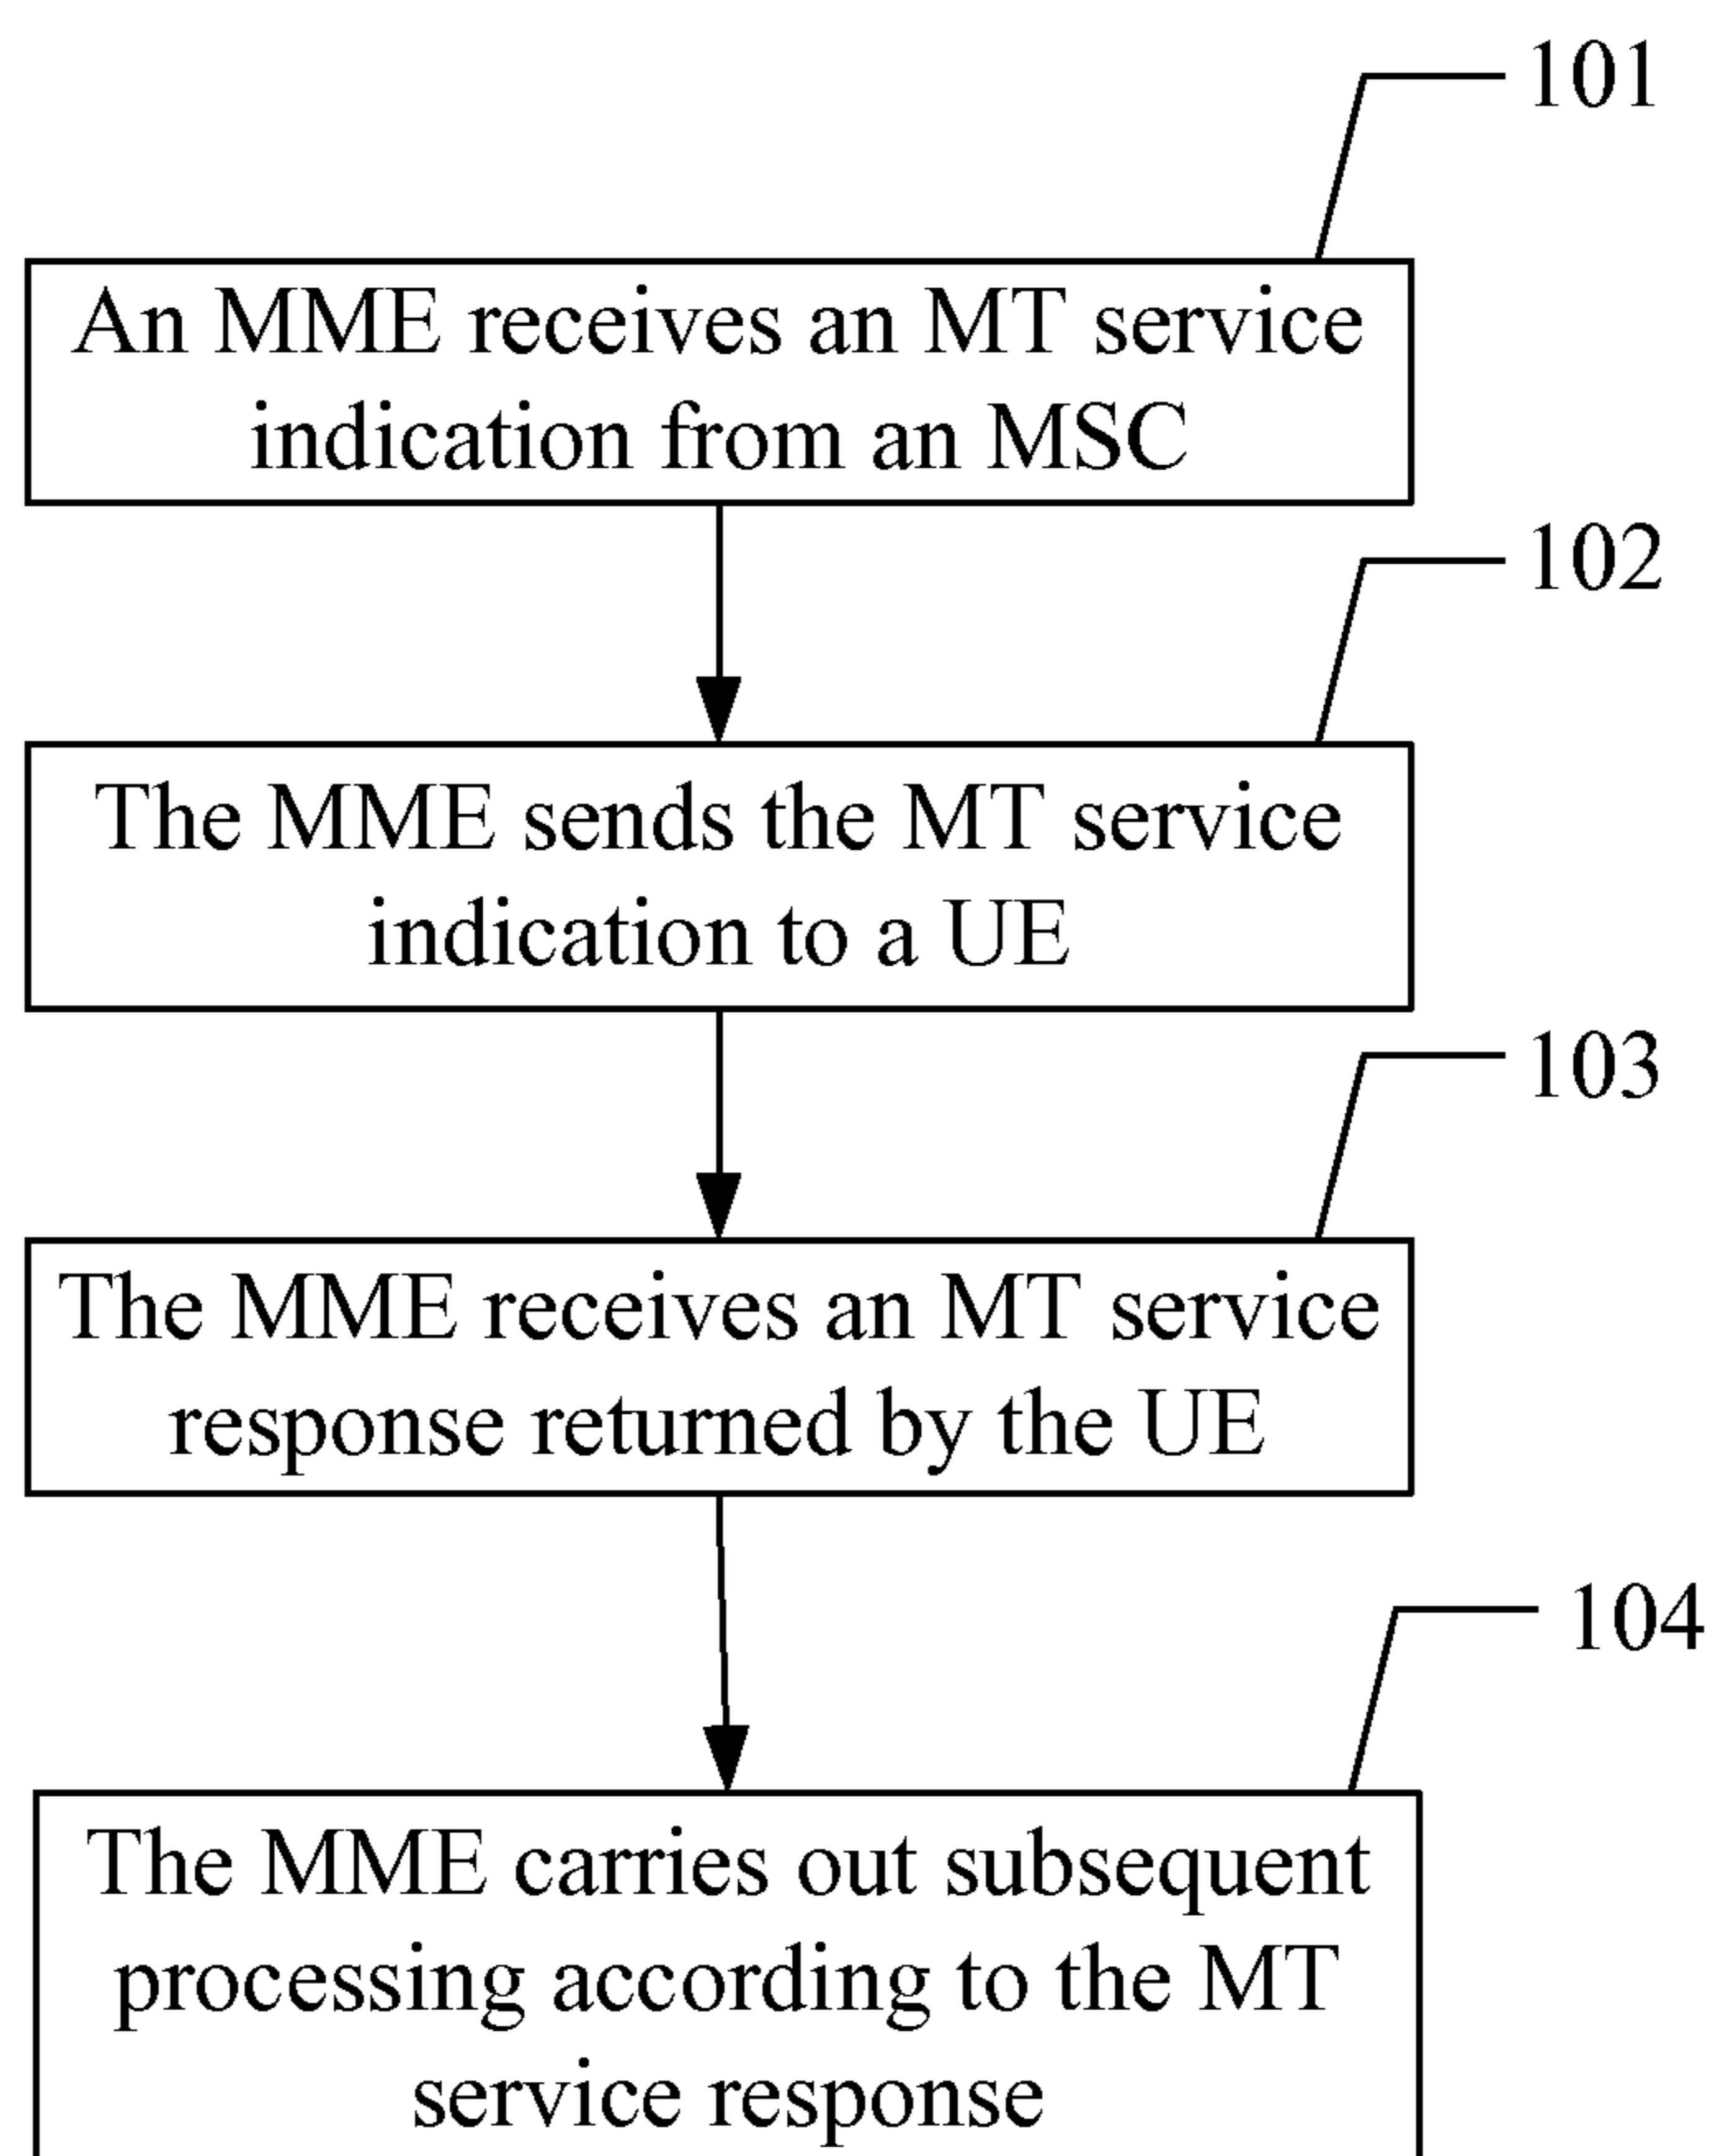 101
An MME receives an MT service
indication from an MSC
102
The MME sends the MT service
indication to a UE
103
The MME receives an MT service
response returned by the UE
104
The MME carries out subsequent
processing according to the MT
service response